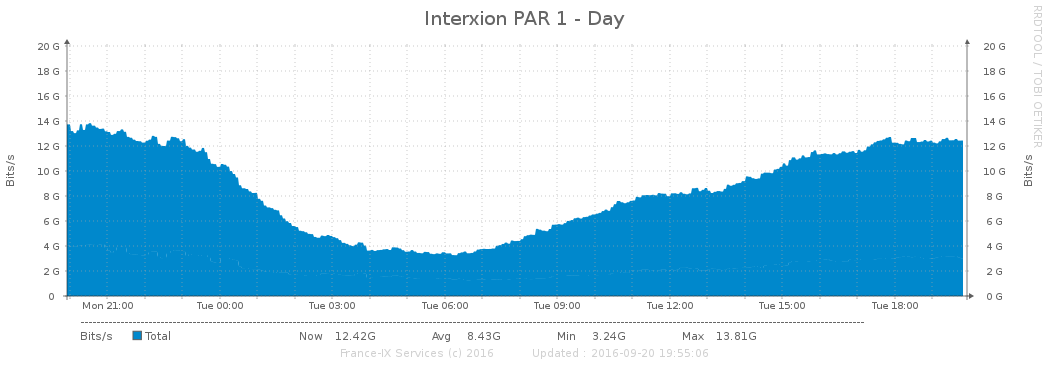 Interxion PAR 1 - Day
RRDTOOL / TOBI OETIKER
Bits/s
20 G 20 G
18 G 18 G
16 G 16 G
14 G 14 G
12 G 12 G
10 G 10 G
8 G 8 G
6 G 6 G
4 G 4 G
2 G 2 G
0 0 G
Bits/s
Mon 21:00 Tue 00:00 Tue 03:00 Tue 06:00 Tue 09:00 Tue 12:00 Tue 15:00 Tue 18:00
Bits/s Total Now 12.42G Avg 8.43G Min 3.24G Max 13.81G
France-IX Services (c) 2016 Updated : 2016-09-20 19:55:06